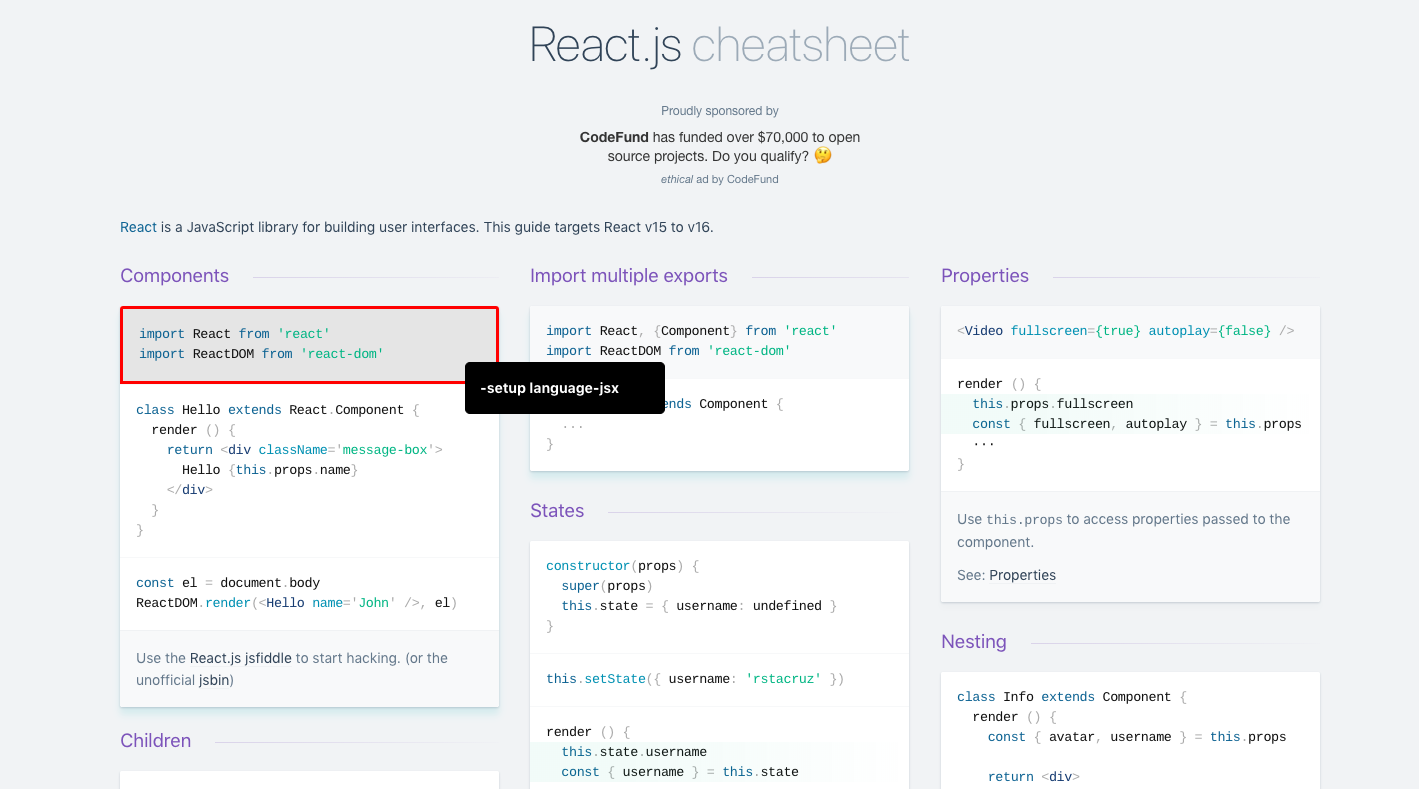 React.js cheatsheet
Proudly sponsored by
CodeFund has funded over $70,000 to open
source projects. Do you qualify? 🤔
ethical ad by CodeFund
React is a JavaScript library for building user interfaces. This guide targets React v15 to v16.
Components
import React from 'react'
import ReactDOM from 'react-dom'
-setup language-jsx
class Hello extends React.Component {
render () {
return <div className='message-box'>
Hello {this.props.name}
</div>
}
}
const el = document.body
ReactDOM.render(<Hello name='John' />, el)
Use the React.js jsfiddle to start hacking. (or the
unofficial jsbin)
Children
Import multiple exports
import React, {Component} from 'react'
import ReactDOM from 'react-dom'
Component {
...
}
States
constructor(props) {
super(props)
this.state = { username: undefined }
}
this.setState({ username: 'rstacruz' })
render () {
this.state.username
const { username } = this.state
Properties
<Video fullscreen={true} autoplay={false} />
render () {
this.props.fullscreen
const { fullscreen, autoplay } = this.props
...
}
Use this.props to access properties passed to the
component.
See: Properties
Nesting
class Info extends Component {
render () {
const { avatar, username } = this.props
return <div>